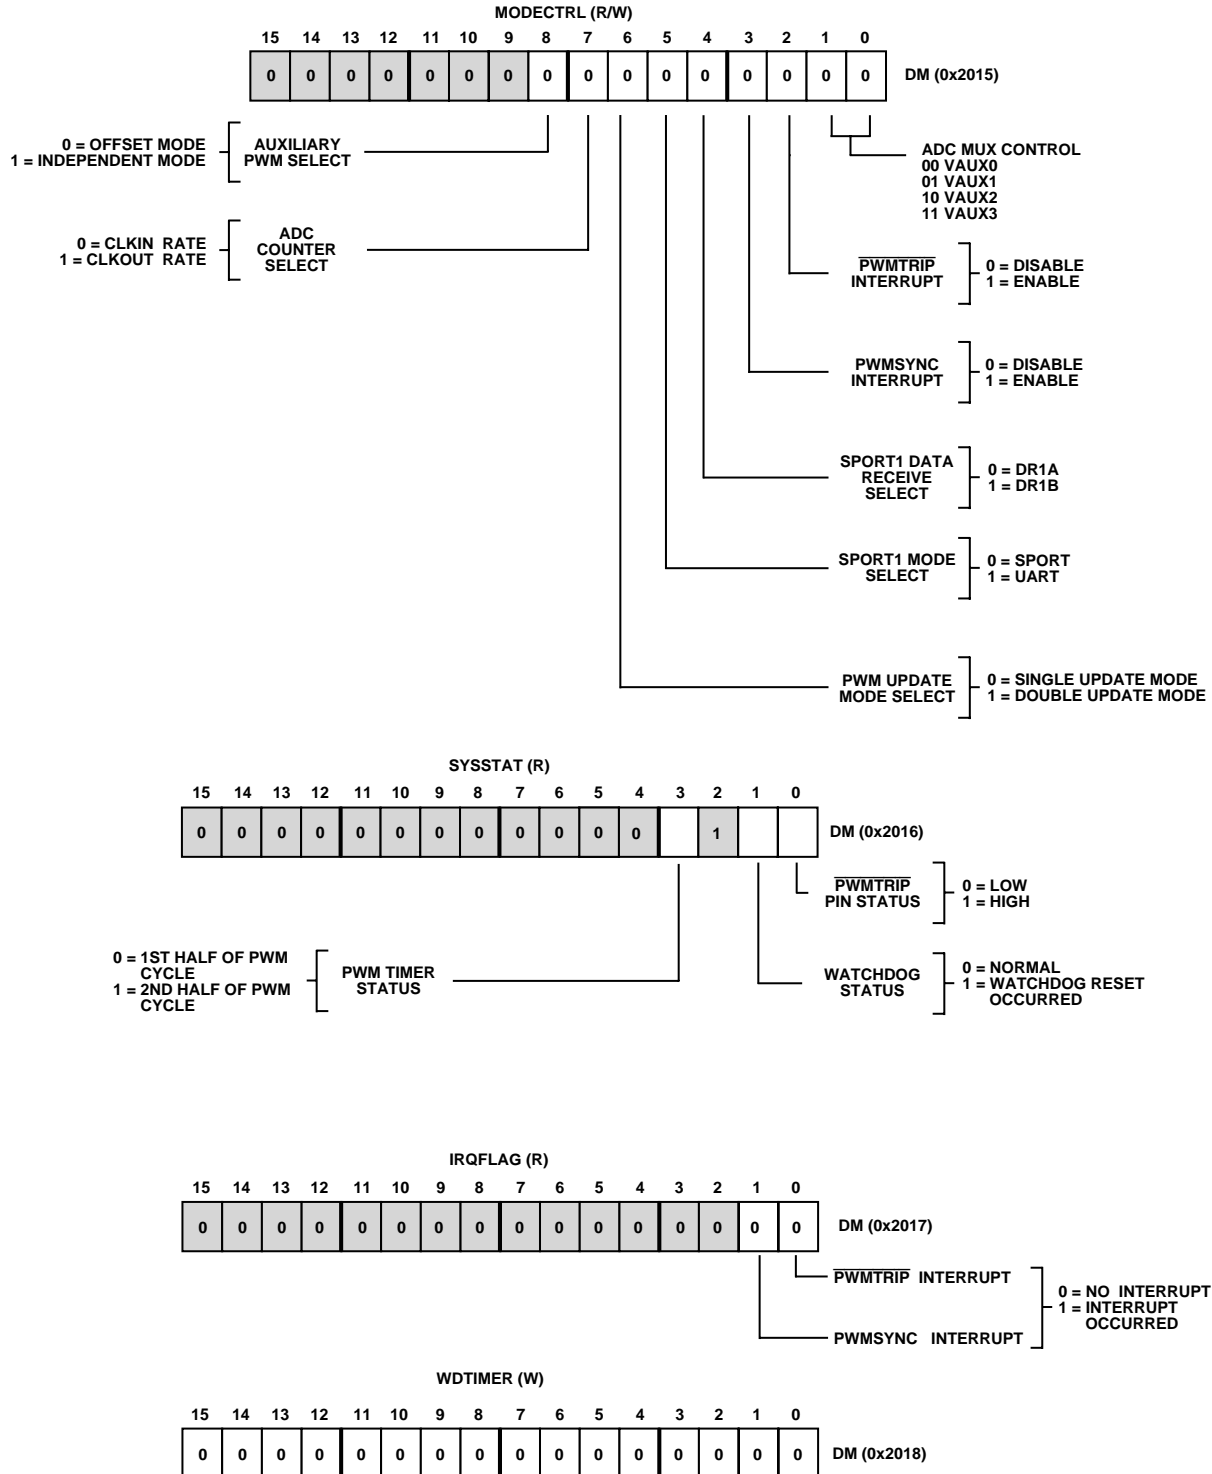 MODECTRL (R/W)
15 14 13 12 11 10 9 8 7 6 5 4 3 2 1 0
0 0 0 0 0 0 0 0 0 0 0 0 0 0 0 0 DM (0x2015)
0 = OFFSET MODE
1 = INDEPENDENT MODE
AUXILIARY
PWM SELECT
ADC MUX CONTROL
00 VAUX0
01 VAUX1
10 VAUX2
11 VAUX3
0 = CLKIN RATE
1 = CLKOUT RATE
ADC
COUNTER
SELECT
PWMTRIP
INTERRUPT
0 = DISABLE
1 = ENABLE
PWMSYNC
INTERRUPT
0 = DISABLE
1 = ENABLE
SPORT1 DATA
RECEIVE
SELECT
0 = DR1A
1 = DR1B
SPORT1 MODE
SELECT
0 = SPORT
1 = UART
PWM UPDATE
MODE SELECT
0 = SINGLE UPDATE MODE
1 = DOUBLE UPDATE MODE
SYSSTAT (R)
15 14 13 12 11 10 9 8 7 6 5 4 3 2 1 0
0 0 0 0 0 0 0 0 0 0 0 0 1 DM (0x2016)
PWMTRIP
PIN STATUS
0 = LOW
1 = HIGH
0 = 1ST HALF OF PWM
CYCLE
1 = 2ND HALF OF PWM
CYCLE
PWM TIMER
STATUS
WATCHDOG
STATUS
0 = NORMAL
1 = WATCHDOG RESET
OCCURRED
IRQFLAG (R)
15 14 13 12 11 10 9 8 7 6 5 4 3 2 1 0
0 0 0 0 0 0 0 0 0 0 0 0 0 0 0 0 DM (0x2017)
PWMTRIP INTERRUPT
PWMSYNC INTERRUPT
0 = NO INTERRUPT
1 = INTERRUPT
OCCURRED
WDTIMER (W)
15 14 13 12 11 10 9 8 7 6 5 4 3 2 1 0
0 0 0 0 0 0 0 0 0 0 0 0 0 0 0 0 DM (0x2018)